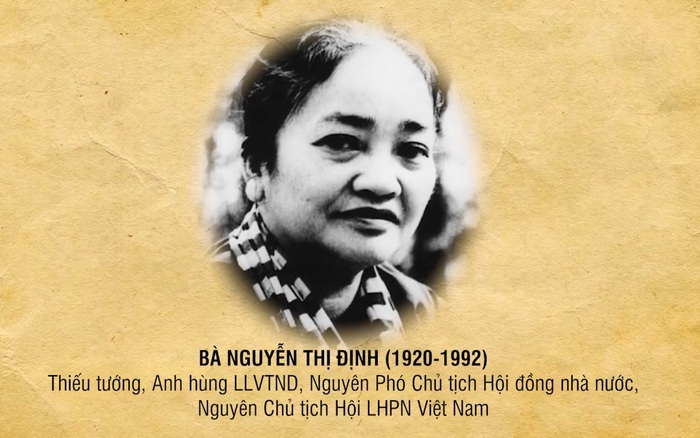 BÀ NGUYỄN THỊ ĐỊNH (1920-1992)
Thiếu tướng, Anh hùng LLVTND, Nguyên Phó Chủ tịch Hội đồng nhà nước,
Nguyên Chủ tịch Hội LHPN Việt Nam